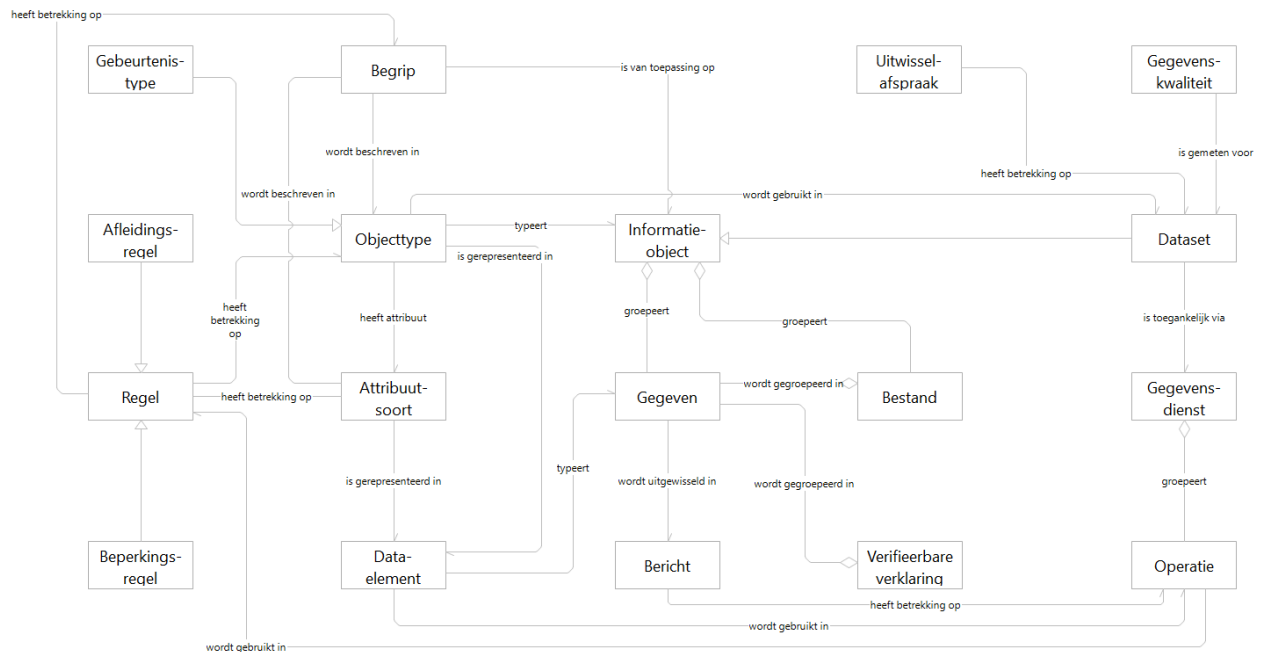 heeft betrekking op
Gebeurtenis-
type
Begrip
is van toepassing op
Uitwissel-
afspraak
Gegevens-
kwaliteit
wordt beschreven in
is gemeten voor
heeft betrekking op
wordt beschreven in
wordt gebruikt in
Afleidings-
regel
Objecttype
typeert
Informatie-
object
Dataset
is gerepresenteerd in
heeft
betrekking
op
heeft attribuut
groepeert
groepeert
is toegankelijk via
Regel
heeft betrekking op
Attribuut-
soort
Gegeven
wordt gegroepeerd in
Bestand
Gegevens-
dienst
typeert
is gerepresenteerd in
wordt uitgewisseld in
wordt gegroepeerd in
groepeert
Beperkings-
regel
Data-
element
Bericht
Verifieerbare
verklaring
Operatie
heeft betrekking op
wordt gebruikt in
wordt gebruikt in